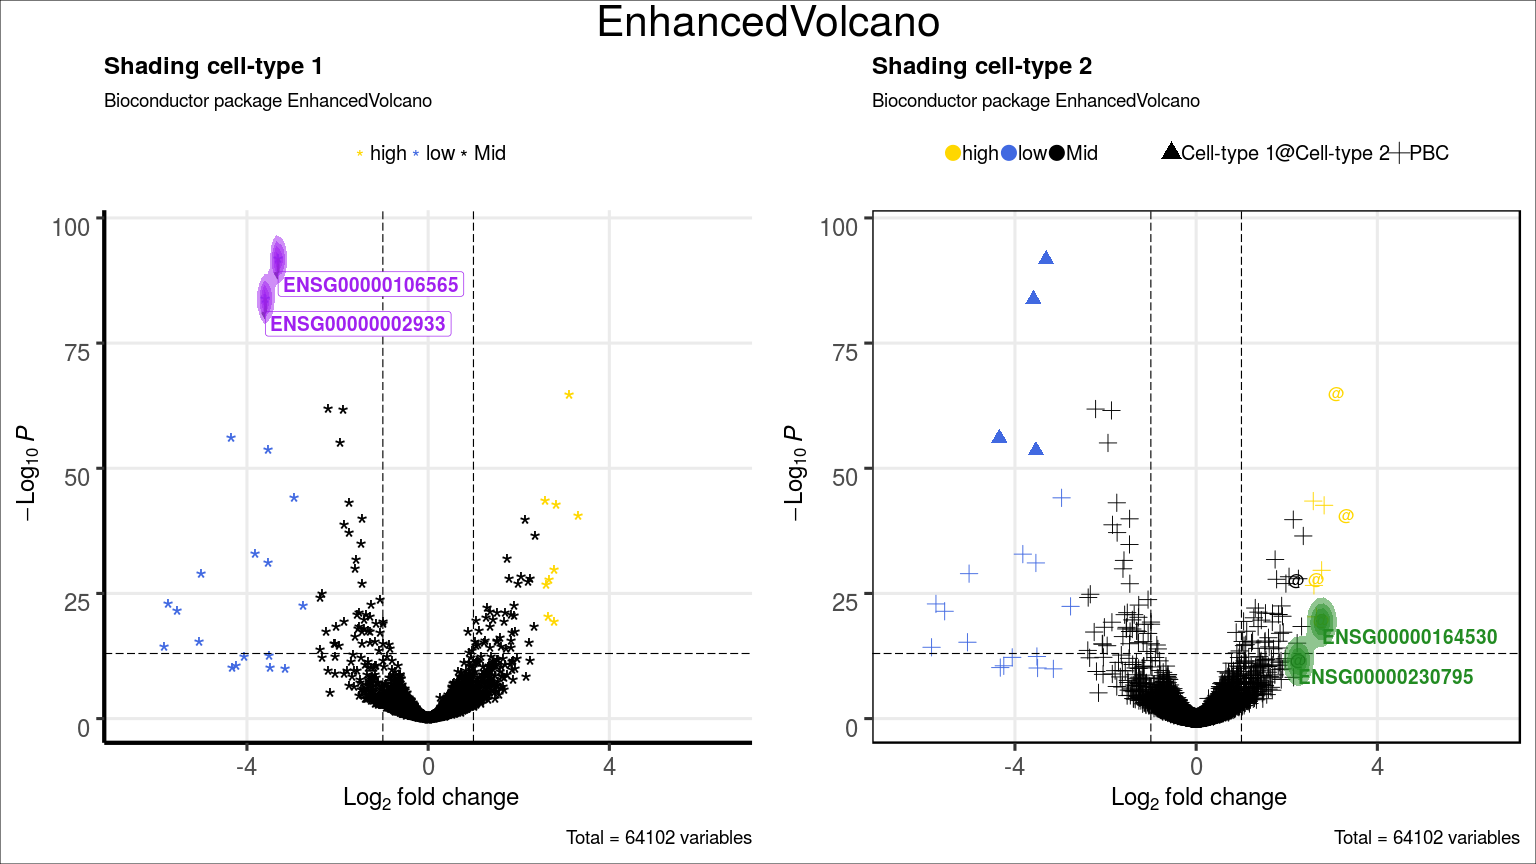 EnhancedVolcano
Shading cell-type 1
Bioconductor package EnhancedVolcano
* high * low * Mid
100
75
50
25
0
−Log10 P
ENSG00000106565
ENSG00000002933
-4 0 4
Log2 fold change
Total = 64102 variables
Shading cell-type 2
Bioconductor package EnhancedVolcano
high low Mid Cell-type 1 @ Cell-type 2 PBC
100
75
50
25
0
−Log10 P
@
@
@
@
ENSG00000164530
ENSG00000230795
-4 0 4
Log2 fold change
Total = 64102 variables